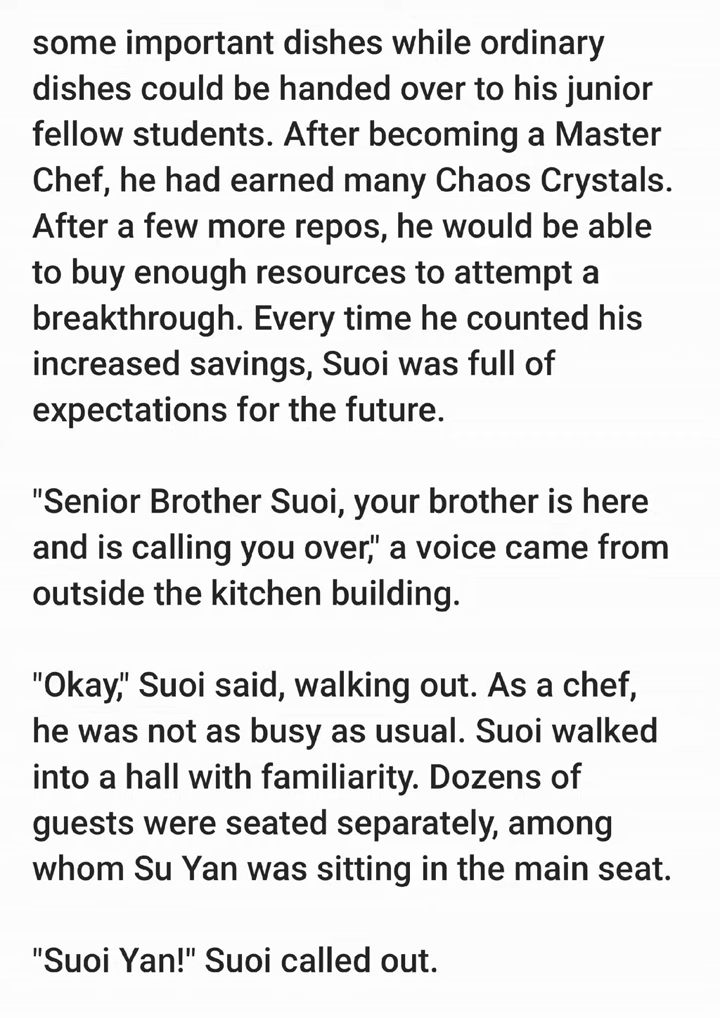 some important dishes while ordinary
dishes could be handed over to his junior
fellow students. After becoming a Master
Chef, he had earned many Chaos Crystals.
After a few more repos, he would be able
to buy enough resources to attempt a
breakthrough. Every time he counted his
increased savings, Suoi was full of
expectations for the future.
"Senior Brother Suoi, your brother is here
and is calling you over," a voice came from
outside the kitchen building.
"Okay," Suoi said, walking out. As a chef,
he was not as busy as usual. Suoi walked
into a hall with familiarity. Dozens of
guests were seated separately, among
whom Su Yan was sitting in the main seat.
"Suoi Yan!" Suoi called out.